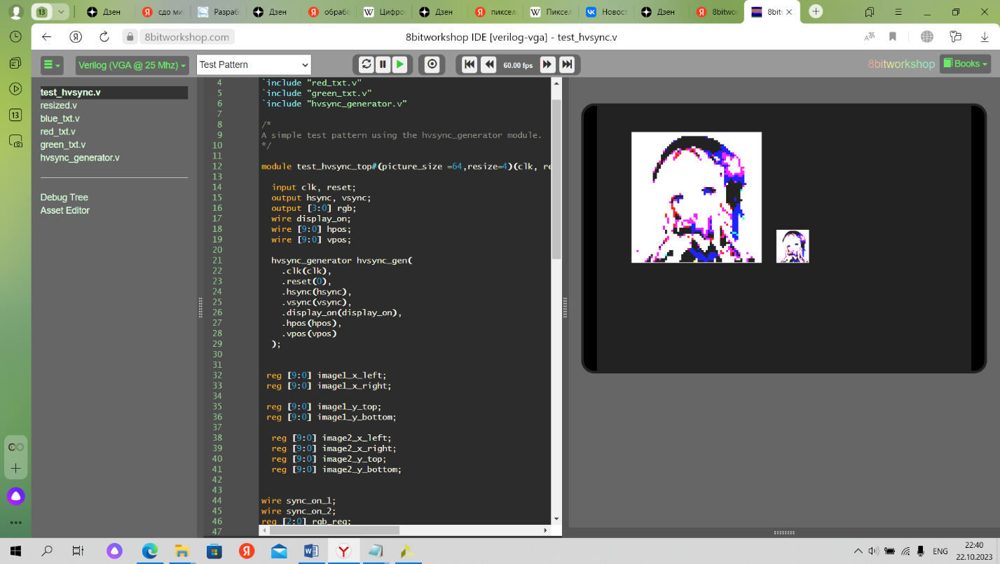 13
Дзен
сдо ми
Разраб
Дзен
обрабо
Цифро
Дзен
пиксел
Пиксел
Новост
Дзен
8bitwo
8bit
8bitworkshop.com
8bitworkshop IDE [verilog-vga] - test_hvsync.v
Verilog (VGA @ 25 Mhz)
Test Pattern
60.00 fps
8bitworkshop
Books
13
test_hvsync.v
resized.v
blue_txt.v
red_txt.v
green_txt.v
hvsync_generator.v
Debug Tree
Asset Editor
4 `include "red_txt.v"
5 `include "green_txt.v"
6 `include "hvsync_generator.v"
7
8 /*
9 A simple test pattern using the hvsync_generator module.
10 */
11
12 module test_hvsync_top#(picture_size =64,resize=4)(clk, re
13
14 input clk, reset;
15 output hsync, vsync;
16 output [3:0] rgb;
17 wire display_on;
18 wire [9:0] hpos;
19 wire [9:0] vpos;
20
21 hvsync_generator hvsync_gen(
22 .clk(clk),
23 .reset(0),
24 .hsync(hsync),
25 .vsync(vsync),
26 .display_on(display_on),
27 .hpos(hpos),
28 .vpos(vpos)
29 );
30
31
32 reg [9:0] image1_x_left;
33 reg [9:0] image1_x_right;
34
35 reg [9:0] image1_y_top;
36 reg [9:0] image1_y_bottom;
37
38 reg [9:0] image2_x_left;
39 reg [9:0] image2_x_right;
40 reg [9:0] image2_y_top;
41 reg [9:0] image2_y_bottom;
42
43
44 wire sync_on_1;
45 wire sync_on_2;
46 reg [2:0] rgb_reg;
47
ENG
22:40
22.10.2023